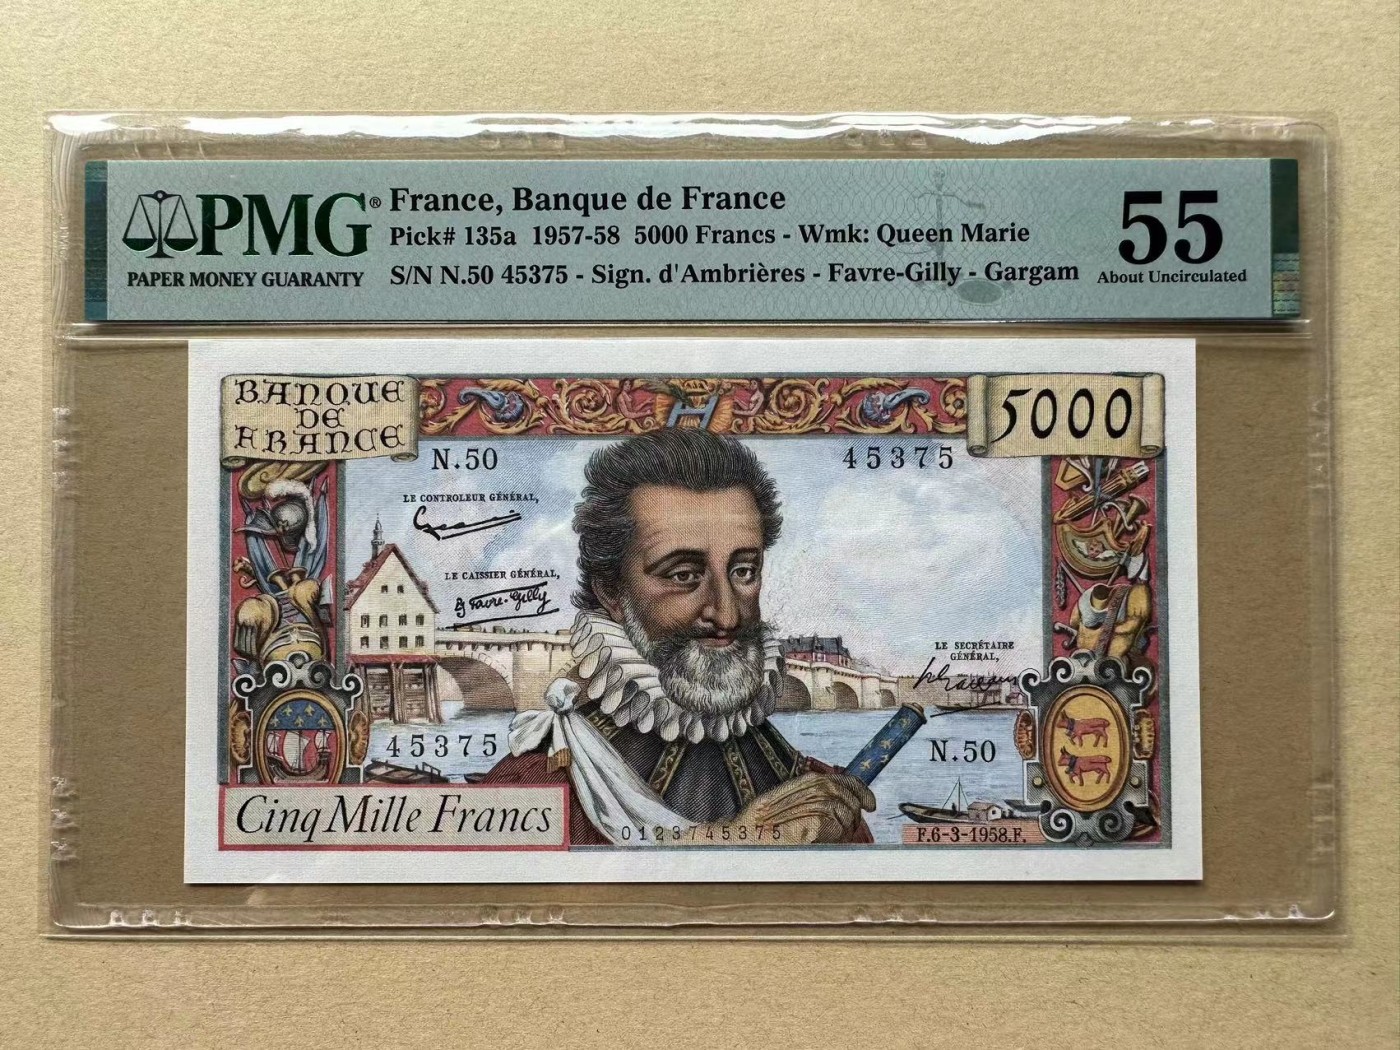 PMG®
PAPER MONEY GUARANTY
France, Banque de France
Pick# 135a 1957-58 5000 Francs - Wmk: Queen Marie
S/N N.50 45375 - Sign. d'Ambrières - Favre-Gilly - Gargam
55
About Uncirculated
BANQUE
DE
FRANCE
5000
N.50
45375
LE CONTROLEUR GÉNÉRAL,
LE CAISSIER GÉNÉRAL,
Favre-Gilly
LE SECRÉTAIRE
GÉNÉRAL,
45375
N.50
Cinq Mille Francs
0123745375
F.6-3-1958.F.